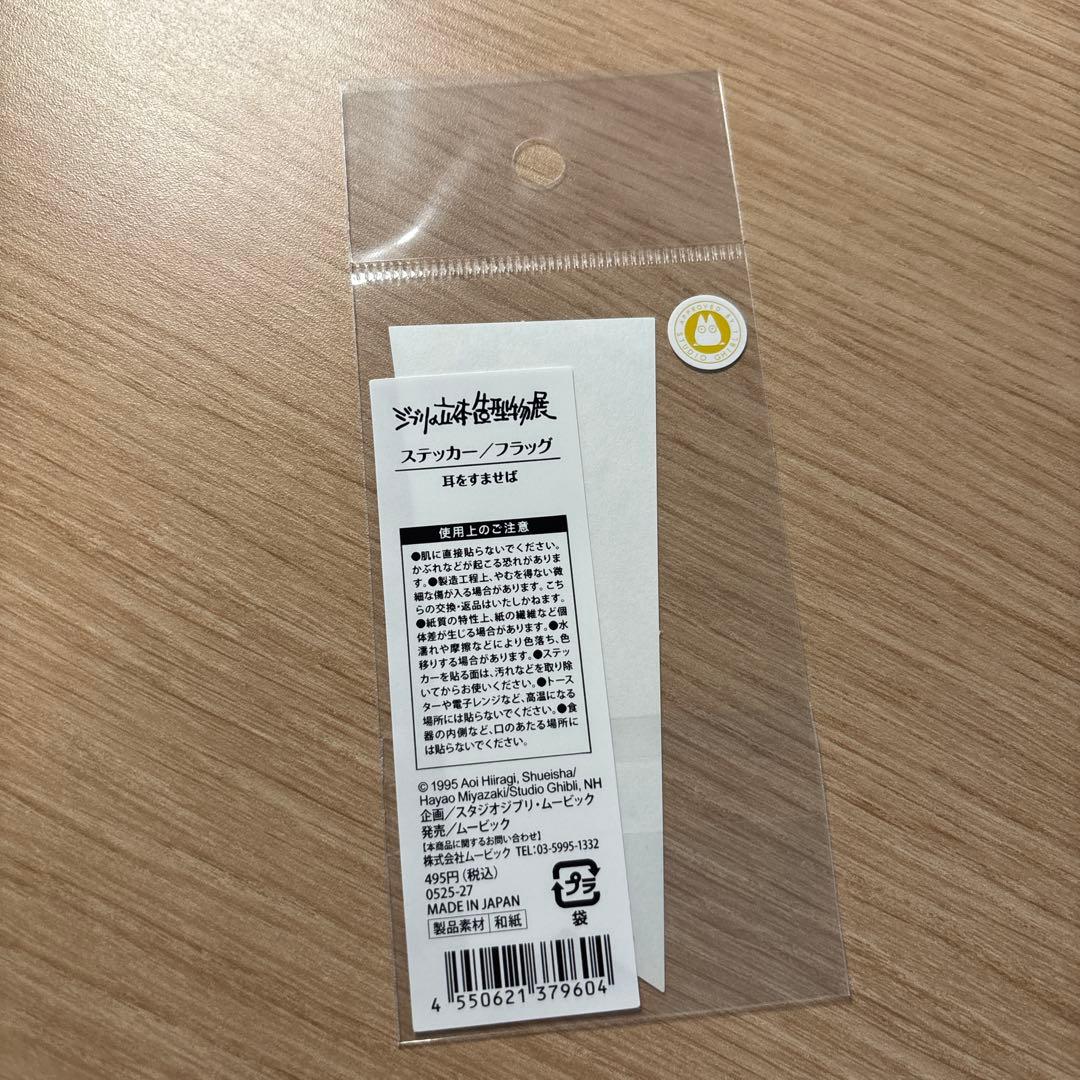 APPROVED BY
STUDIO GHIBLI
ジブリの立体造型物展
ステッカー／フラッグ
耳をすませば
使用上のご注意
●肌に直接貼らないでください。
かぶれなどが起こる恐れがありま
す。●製造工程上、やむを得ない微
細な傷が入る場合があります。こち
らの交換・返品はいたしかねます。
●紙質の特性上、紙の繊維など個
体差が生じる場合があります。●水
濡れや摩擦などにより色落ち、色
移りする場合があります。●ステッ
カーを貼る面は、汚れなどを取り除
いてからお使いください。●トース
ターや電子レンジなど、高温になる
場所には貼らないでください。●食
器の内側など、口のあたる場所に
は貼らないでください。
© 1995 Aoi Hiiragi, Shueisha/
Hayao Miyazaki/Studio Ghibli, NH
企画／スタジオジブリ・ムービック
発売／ムービック
【本商品に関するお問い合わせ】
株式会社ムービック TEL:03-5995-1332
495円（税込）
0525-27
MADE IN JAPAN
製品素材 和紙
プラ
袋
4 550621 379604